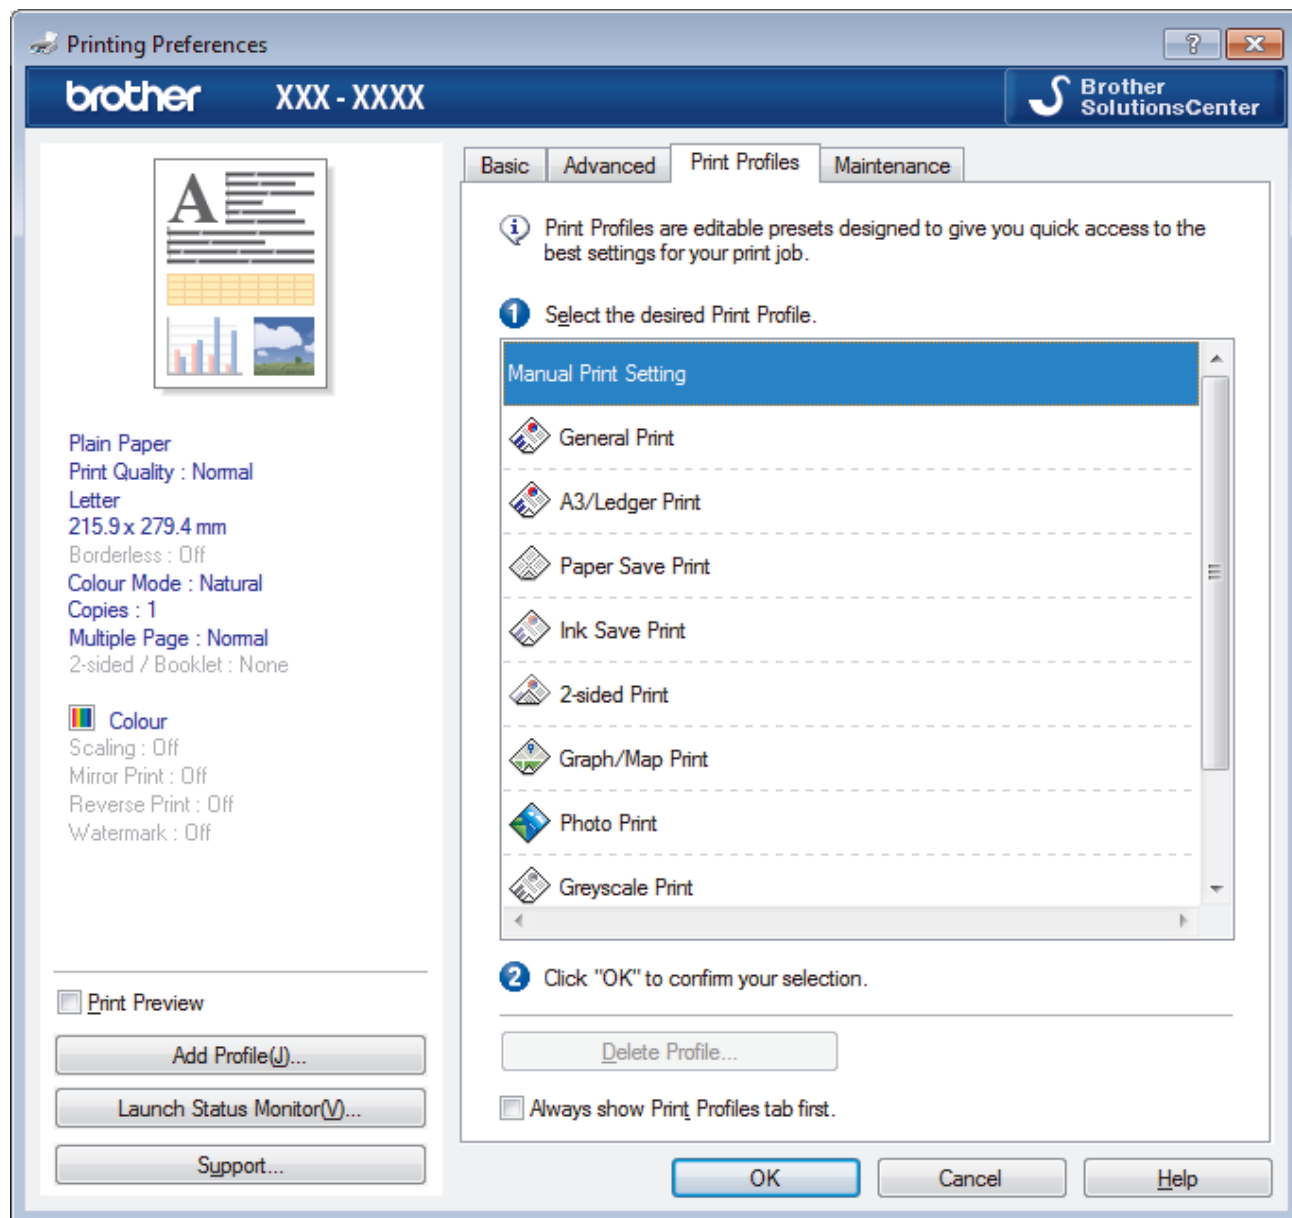 Printing Preferences
brother XXX - XXXX
Brother
SolutionsCenter
A
Plain Paper
Print Quality : Normal
Letter
215.9 x 279.4 mm
Borderless : Off
Colour Mode : Natural
Copies : 1
Multiple Page : Normal
2-sided / Booklet : None
Colour
Scaling : Off
Mirror Print : Off
Reverse Print : Off
Watermark : Off
Print Preview
Add Profile(J)...
Launch Status Monitor(V)...
Support...
Basic Advanced Print Profiles Maintenance
Print Profiles are editable presets designed to give you quick access to the
best settings for your print job.
1 Select the desired Print Profile.
Manual Print Setting
General Print
A3/Ledger Print
Paper Save Print
Ink Save Print
2-sided Print
Graph/Map Print
Photo Print
Greyscale Print
2 Click "OK" to confirm your selection.
Delete Profile...
Always show Print Profiles tab first.
OK Cancel Help